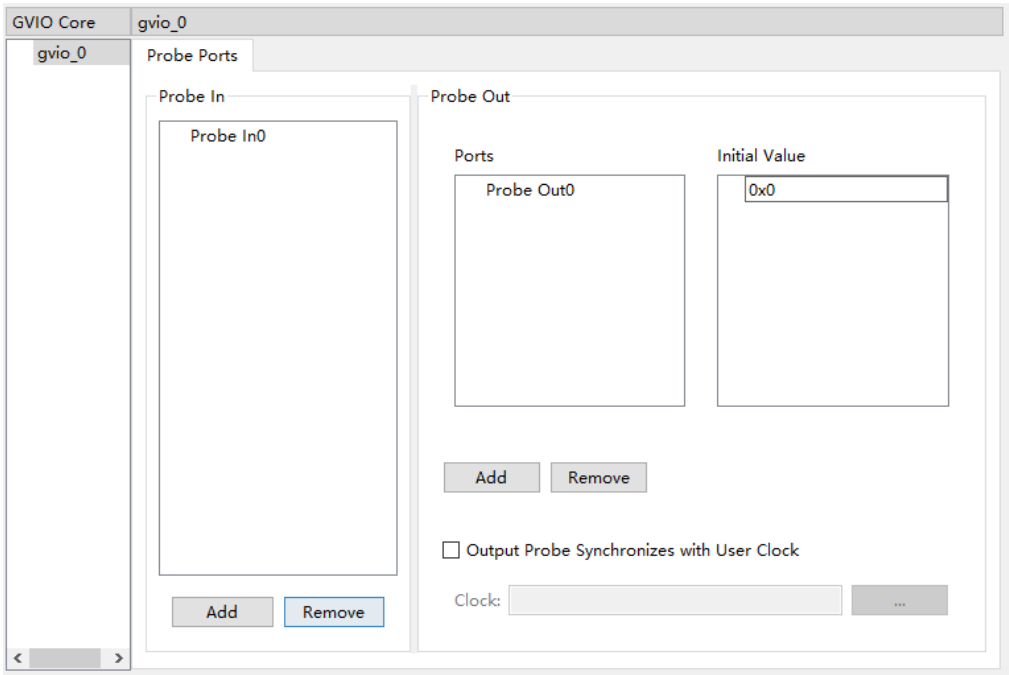 GVIO Core
gvio_0
gvio_0
Probe Ports
Probe In
Probe In0
Add
Remove
Probe Out
Ports
Initial Value
Probe Out0
0x0
Add
Remove
Output Probe Synchronizes with User Clock
Clock:
...